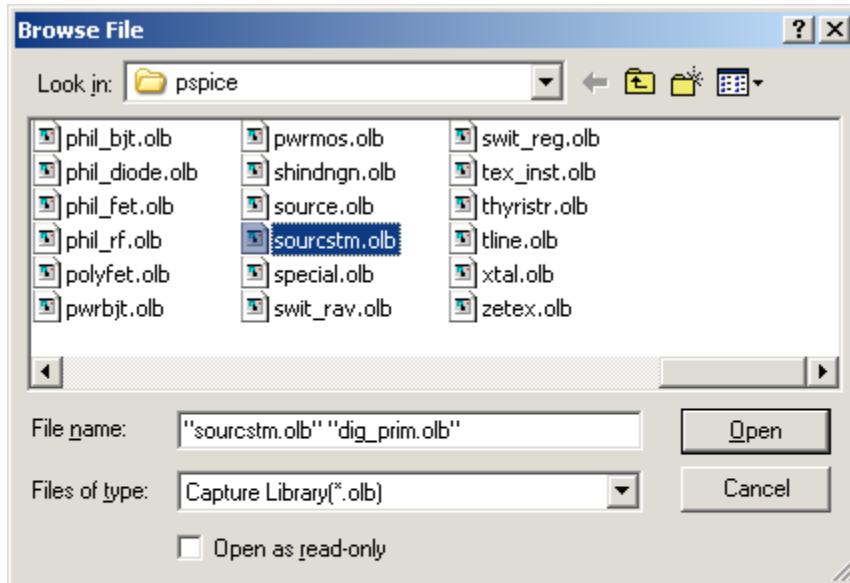 Browse File
Look in: pspice
phil_bjt.olb pwrmos.olb swit_reg.olb
phil_diode.olb shindngn.olb tex_inst.olb
phil_fet.olb source.olb thyristr.olb
phil_rf.olb sourcstm.olb tline.olb
polyfet.olb special.olb xtal.olb
pwrbjt.olb swit_rav.olb zetex.olb
File name: "sourcstm.olb" "dig_prim.olb" Open
Files of type: Capture Library(*.olb) Cancel
Open as read-only